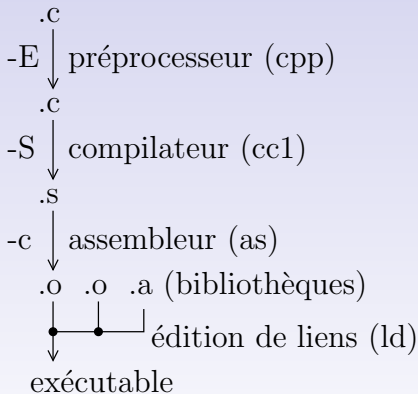 .c
-E préprocesseur (cpp)
.c
-S compilateur (cc1)
.s
-c assembleur (as)
.o .o .a (bibliothèques)
édition de liens (ld)
exécutable